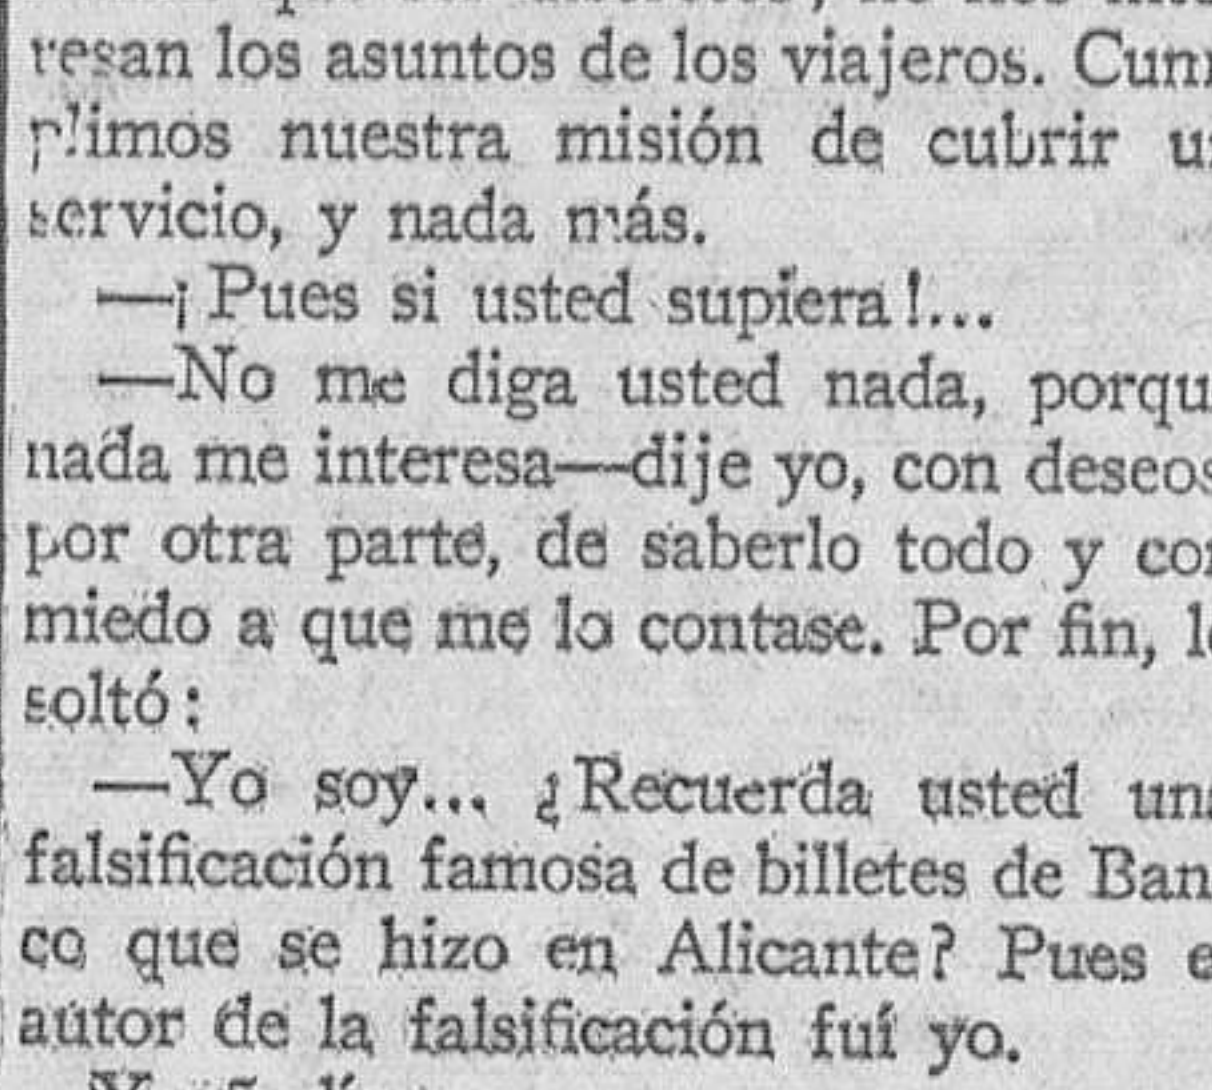 resan los asuntos de los viajeros. Cum
plimos nuestra misión de cubrir un
servicio, y nada más.
—¡Pues si usted supiera!...
—No me diga usted nada, porqu
nada me interesa—dije yo, con deseos
por otra parte, de saberlo todo y con
miedo a que me lo contase. Por fin, lo
soltó:
—Yo soy... ¿Recuerda usted una
falsificación famosa de billetes de Ban
co que se hizo en Alicante? Pues e
autor de la falsificación fuí yo.